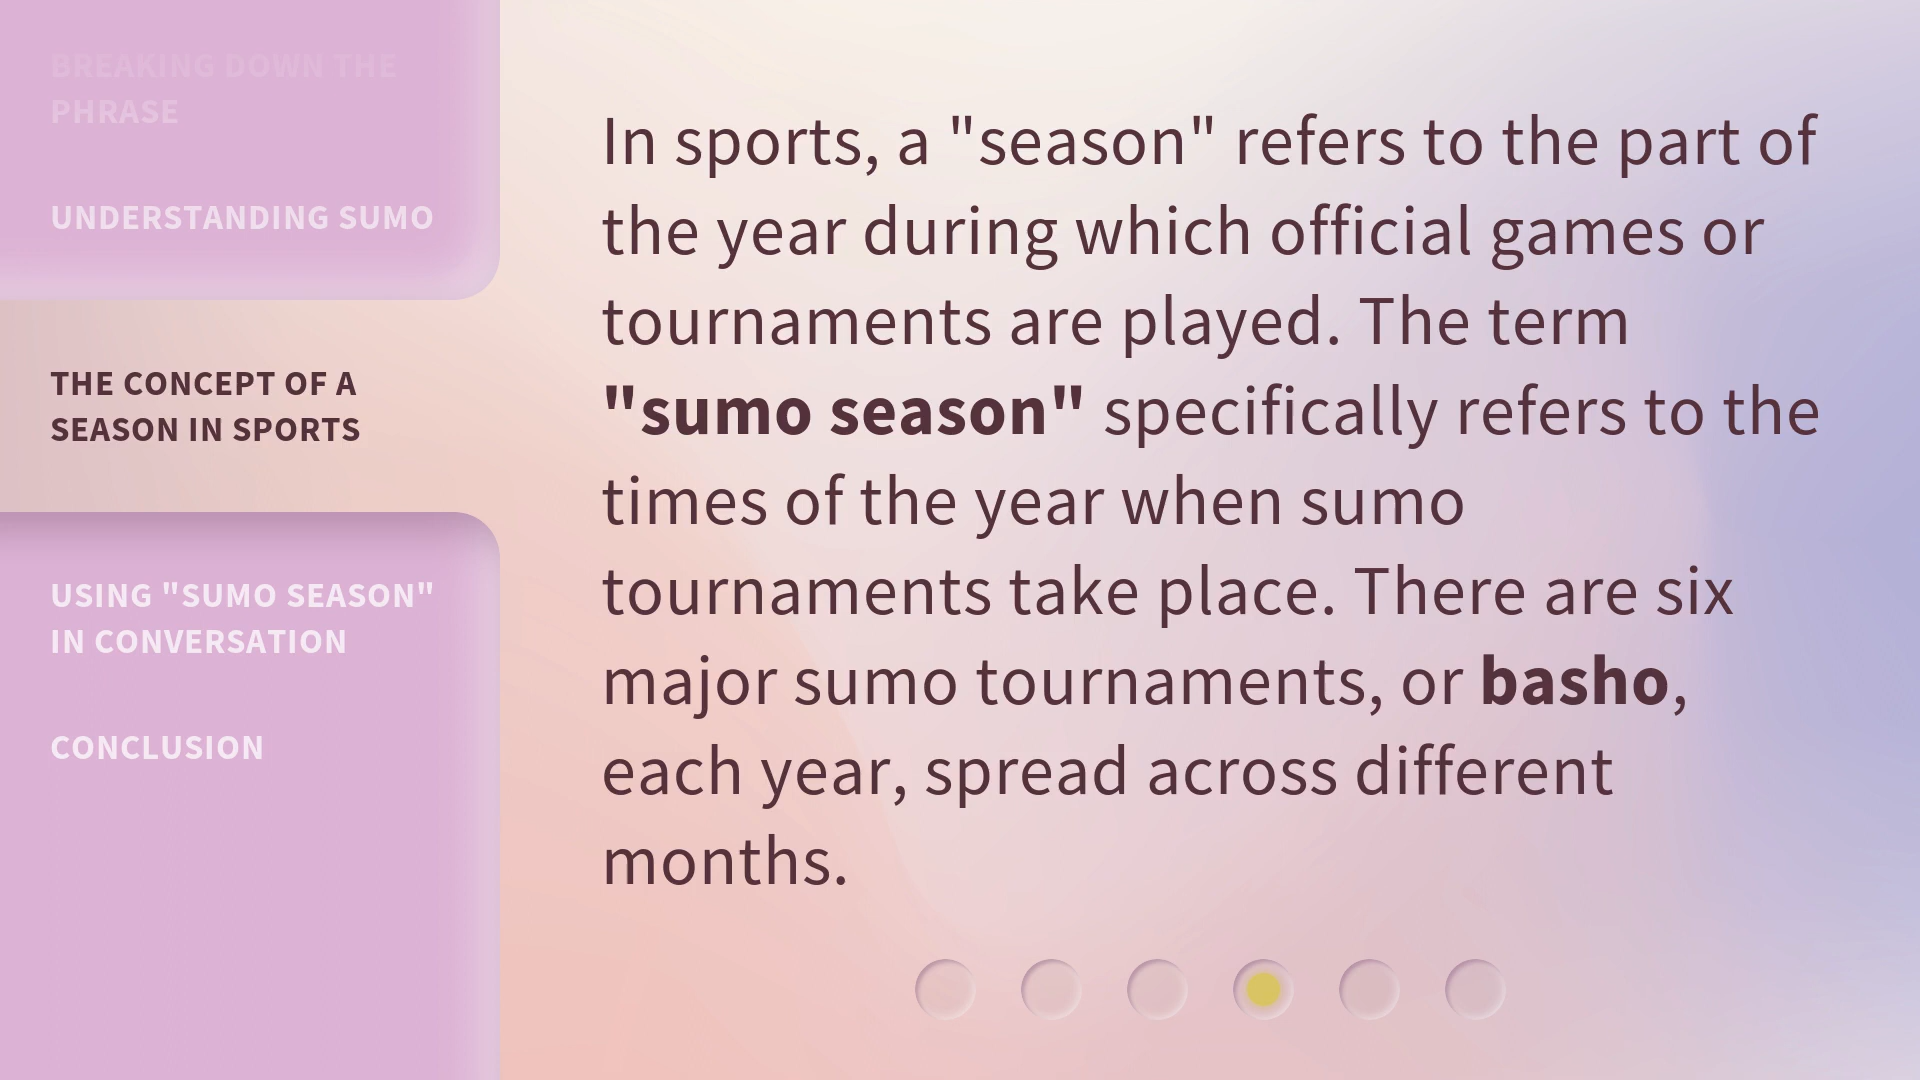 BREAKING DOWN THE
PHRASE
UNDERSTANDING SUMO
THE CONCEPT OF A
SEASON IN SPORTS
USING "SUMO SEASON"
IN CONVERSATION
CONCLUSION
In sports, a "season" refers to the part of
the year during which official games or
tournaments are played. The term
"sumo season" specifically refers to the
times of the year when sumo
tournaments take place. There are six
major sumo tournaments, or basho,
each year, spread across different
months.